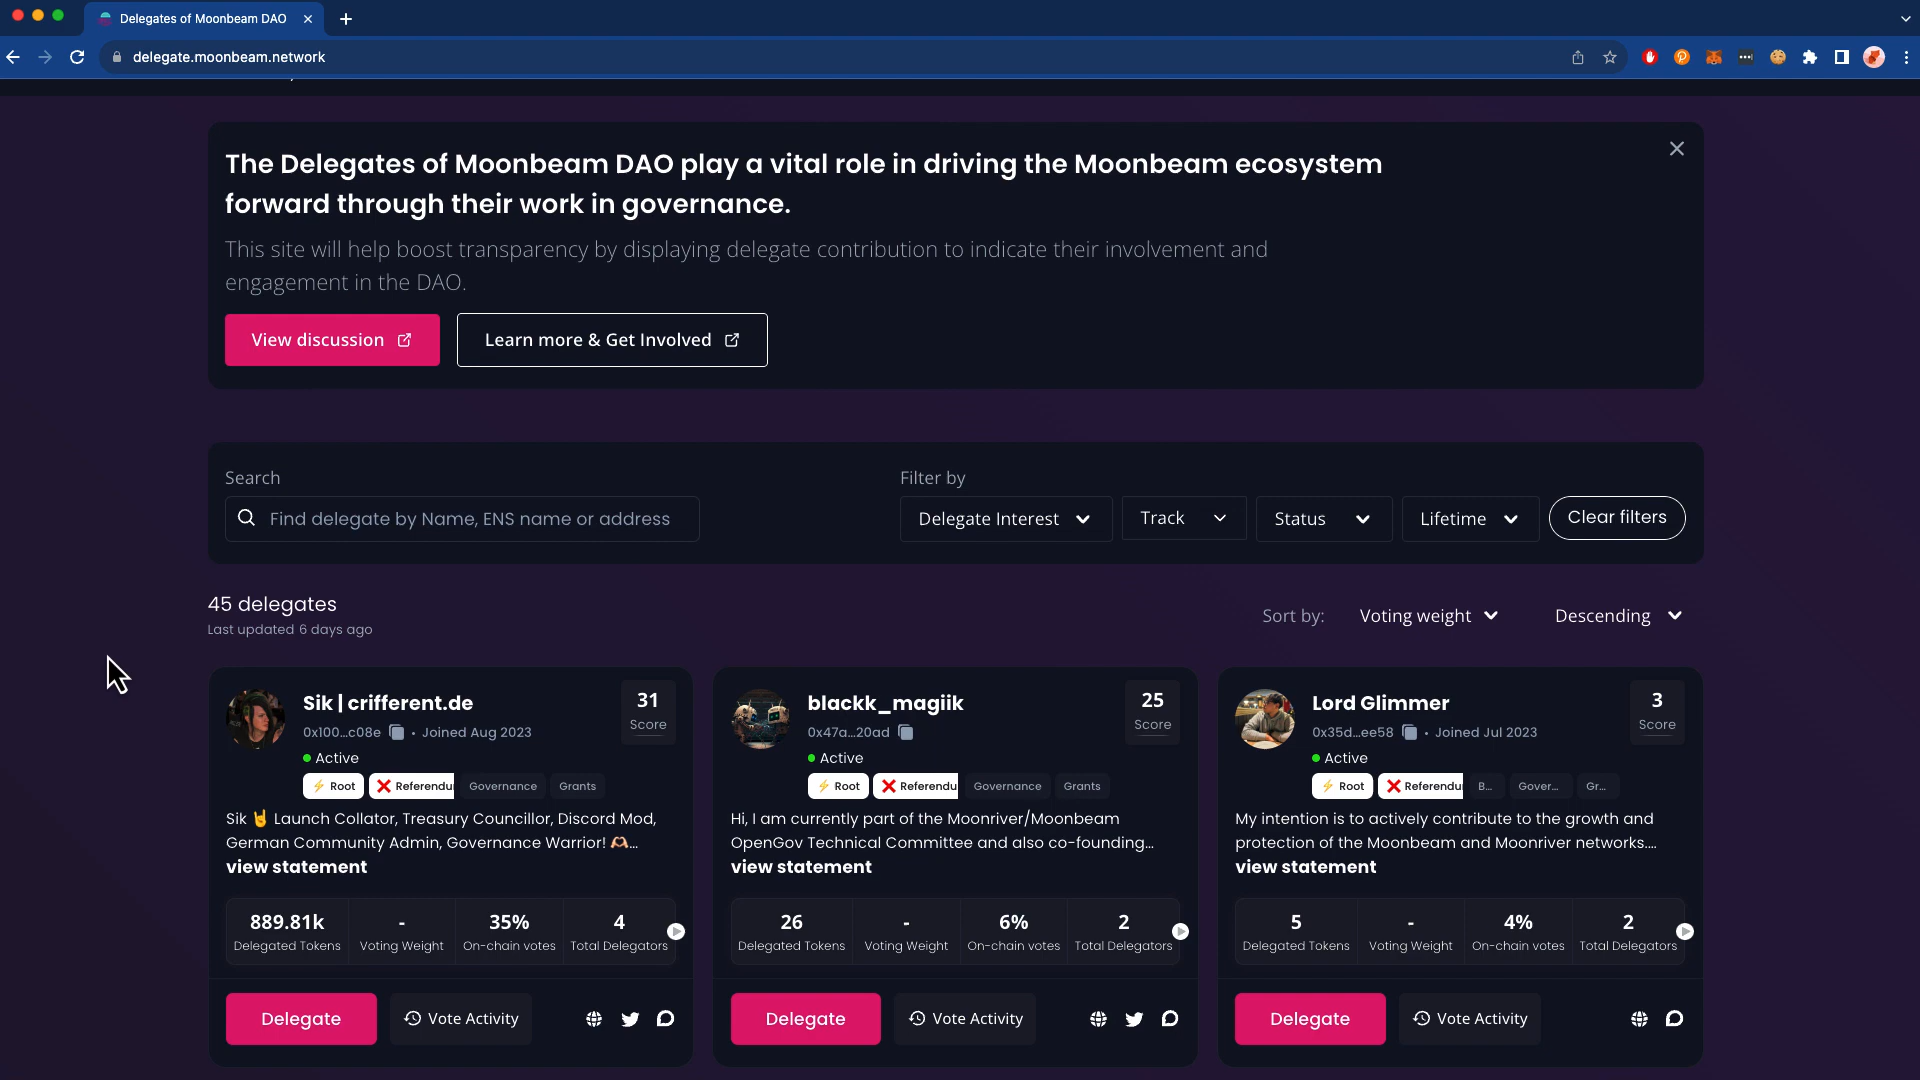 Delegates of Moonbeam DAO
delegate.moonbeam.network
The Delegates of Moonbeam DAO play a vital role in driving the Moonbeam ecosystem
forward through their work in governance.
This site will help boost transparency by displaying delegate contribution to indicate their involvement and
engagement in the DAO.
View discussion
Learn more & Get Involved
Search
Filter by
Find delegate by Name, ENS name or address
Delegate Interest
Track
Status
Lifetime
Clear filters
45 delegates
Last updated 6 days ago
Sort by:
Voting weight
Descending
Sik | crifferent.de
31
Score
0x100...c08e • Joined Aug 2023
Active
Root
Referendu
Governance
Grants
Sik 🤘 Launch Collator, Treasury Councillor, Discord Mod,
German Community Admin, Governance Warrior! 🫶🏼...
view statement
889.81k
-
35%
4
Delegated Tokens
Voting Weight
On-chain votes
Total Delegators
Delegate
Vote Activity
blackk_magiik
25
Score
0x47a...20ad
Active
Root
Referendu
Governance
Grants
Hi, I am currently part of the Moonriver/Moonbeam
OpenGov Technical Committee and also co-founding...
view statement
26
-
6%
2
Delegated Tokens
Voting Weight
On-chain votes
Total Delegators
Delegate
Vote Activity
Lord Glimmer
3
Score
0x35d...ee58 • Joined Jul 2023
Active
Root
Referendu
B...
Gover...
Gr...
My intention is to actively contribute to the growth and
protection of the Moonbeam and Moonriver networks....
view statement
5
-
4%
2
Delegated Tokens
Voting Weight
On-chain votes
Total Delegators
Delegate
Vote Activity